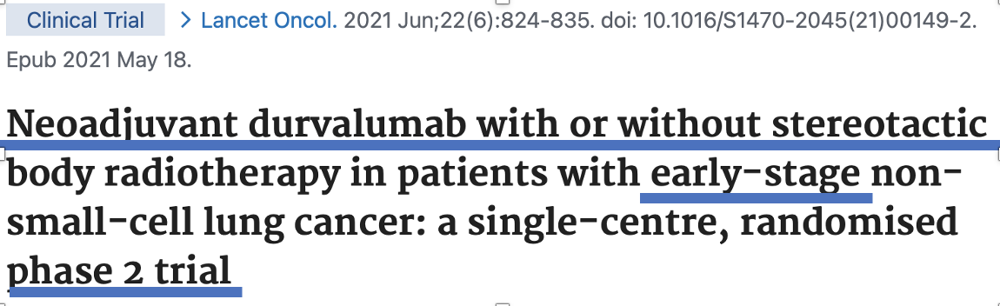 Clinical Trial > Lancet Oncol. 2021 Jun;22(6):824-835. doi: 10.1016/S1470-2045(21)00149-2.
Epub 2021 May 18.
Neoadjuvant durvalumab with or without stereotactic
body radiotherapy in patients with early-stage non-
small-cell lung cancer: a single-centre, randomised
phase 2 trial